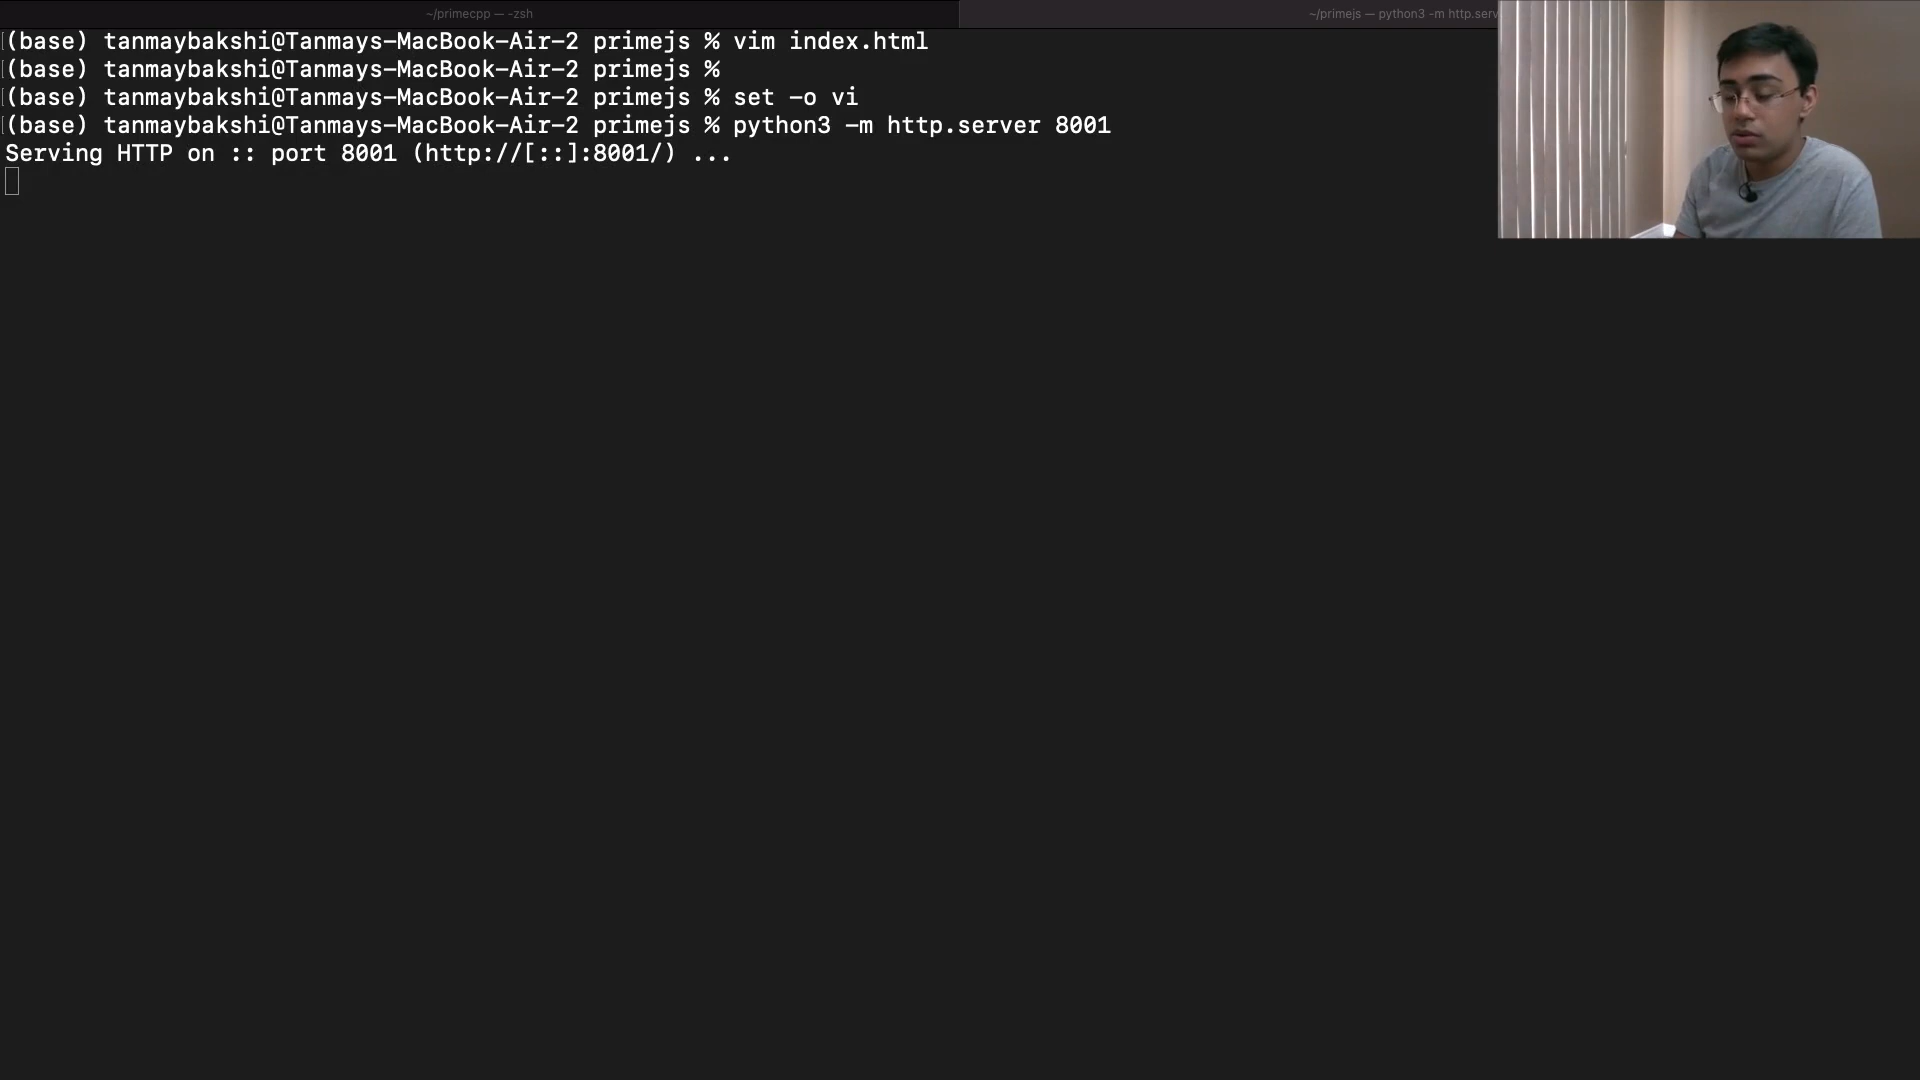 ~/primecpp — -zsh
~/primejs — python3 -m http.serv
(base) tanmaybakshi@Tanmays-MacBook-Air-2 primejs % vim index.html
(base) tanmaybakshi@Tanmays-MacBook-Air-2 primejs %
(base) tanmaybakshi@Tanmays-MacBook-Air-2 primejs % set -o vi
(base) tanmaybakshi@Tanmays-MacBook-Air-2 primejs % python3 -m http.server 8001
Serving HTTP on :: port 8001 (http://[::]:8001/) ...